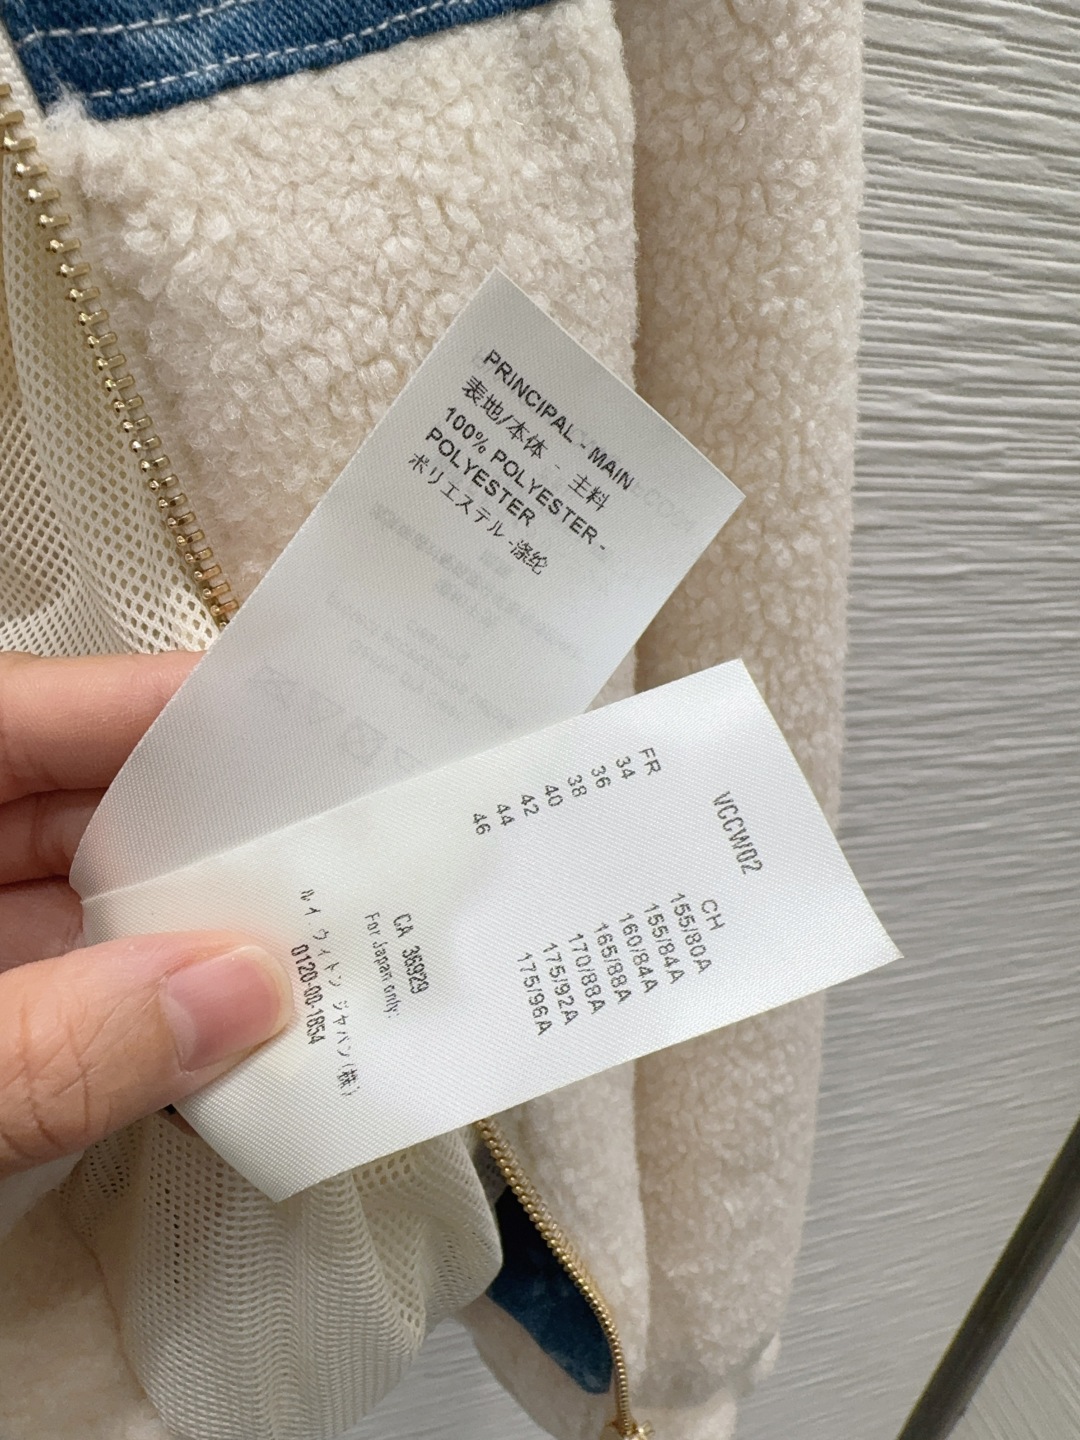 PRINCIPAL - MAIN
表地/本体 - 主料
100% POLYESTER -
POLYESTER
ポリエステル -涤纶
VCCW02
FR CH
34 155/80A
36 155/84A
38 160/84A
40 165/88A
42 170/88A
44 175/92A
46 175/96A
CA 36929
For Japan only:
ルイ・ヴィトン ジャパン(株)
0120-00-1854